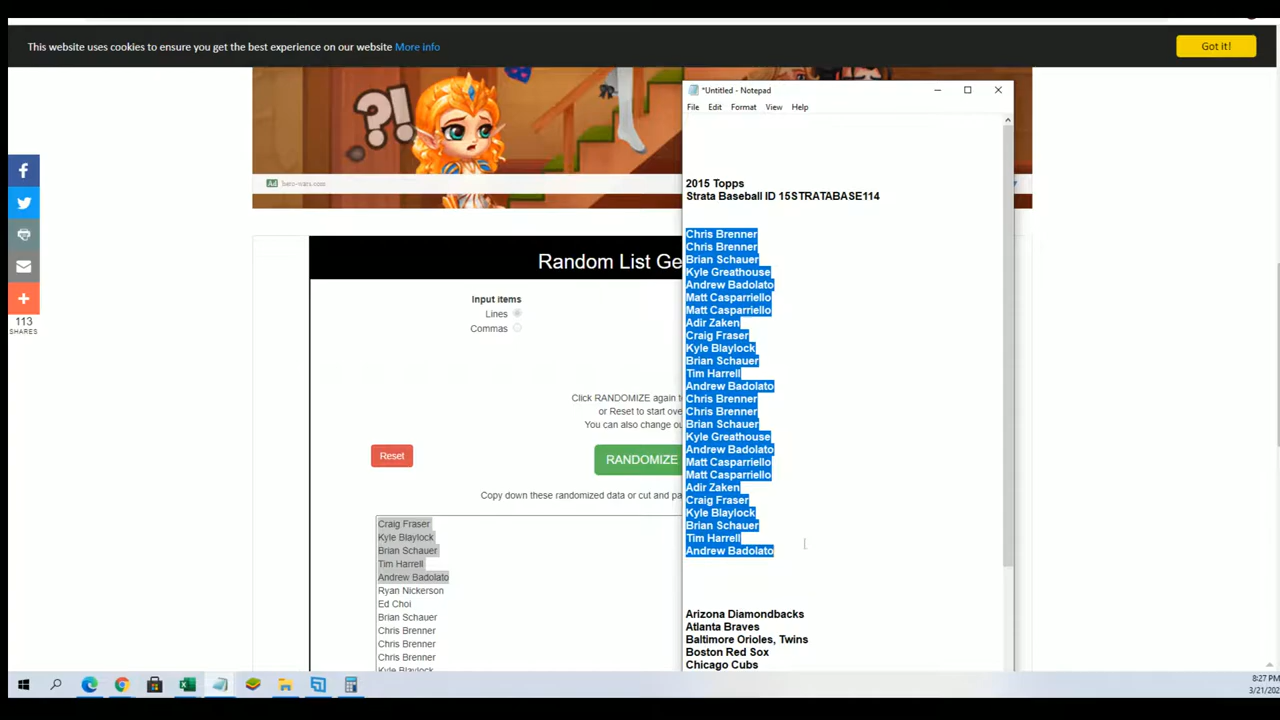 This website uses cookies to ensure you get the best experience on our website More info
Got it!
?!
Ad hero-wars.com
113
SHARES
Random List Ge
Input items
Lines
Commas
Click RANDOMIZE again t
or Reset to start ove
You can also change ou
Reset
RANDOMIZE
Copy down these randomized data or cut and pa
Craig Fraser
Kyle Blaylock
Brian Schauer
Tim Harrell
Andrew Badolato
Ryan Nickerson
Ed Choi
Brian Schauer
Chris Brenner
Chris Brenner
Chris Brenner
Kyle Blaylock
*Untitled - Notepad
File Edit Format View Help
2015 Topps
Strata Baseball ID 15STRATABASE114
Chris Brenner
Chris Brenner
Brian Schauer
Kyle Greathouse
Andrew Badolato
Matt Casparriello
Matt Casparriello
Adir Zaken
Craig Fraser
Kyle Blaylock
Brian Schauer
Tim Harrell
Andrew Badolato
Chris Brenner
Chris Brenner
Brian Schauer
Kyle Greathouse
Andrew Badolato
Matt Casparriello
Matt Casparriello
Adir Zaken
Craig Fraser
Kyle Blaylock
Brian Schauer
Tim Harrell
Andrew Badolato
Arizona Diamondbacks
Atlanta Braves
Baltimore Orioles, Twins
Boston Red Sox
Chicago Cubs
8:27 PM
3/21/202